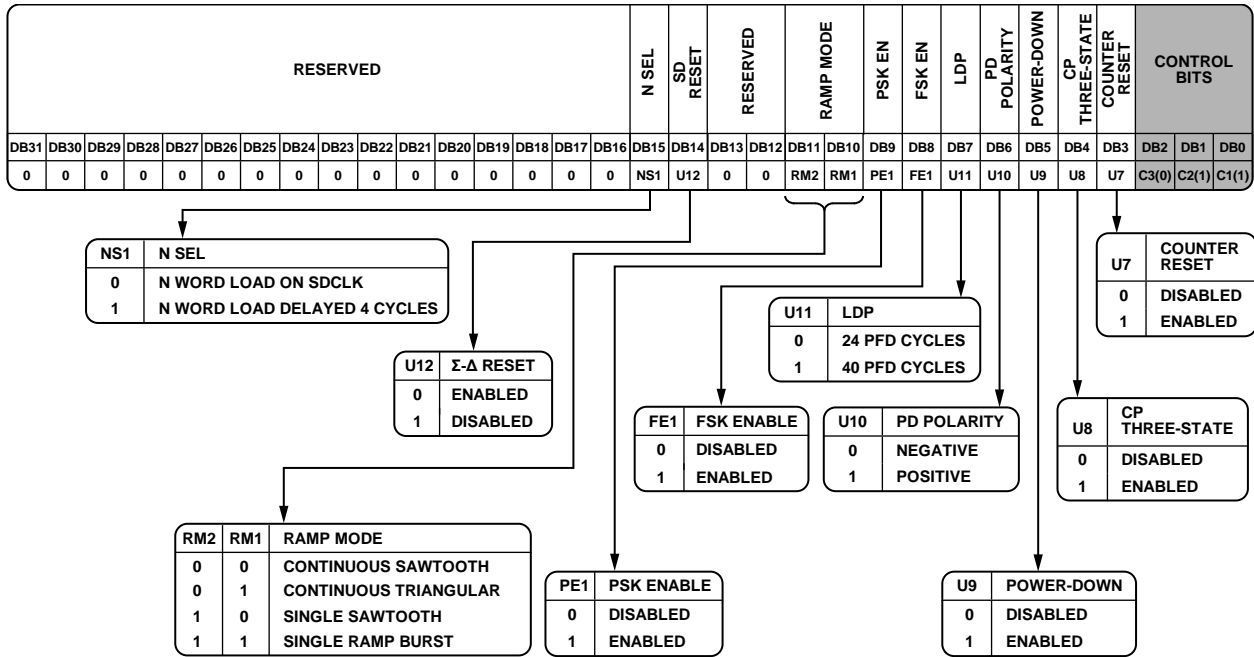 RESERVED
N SEL
SD
RESET
RESERVED
RAMP MODE
PSK EN
FSK EN
LDP
PD
POLARITY
POWER-DOWN
CP
THREE-STATE
COUNTER
RESET
CONTROL
BITS
DB31 DB30 DB29 DB28 DB27 DB26 DB25 DB24 DB23 DB22 DB21 DB20 DB19 DB18 DB17 DB16 DB15 DB14 DB13 DB12 DB11 DB10 DB9 DB8 DB7 DB6 DB5 DB4 DB3 DB2 DB1 DB0
0 0 0 0 0 0 0 0 0 0 0 0 0 0 0 0 NS1 U12 0 0 RM2 RM1 PE1 FE1 U11 U10 U9 U8 U7 C3(0) C2(1) C1(1)
NS1 N SEL
0 N WORD LOAD ON SDCLK
1 N WORD LOAD DELAYED 4 CYCLES
U7 COUNTER
RESET
0 DISABLED
1 ENABLED
U11 LDP
0 24 PFD CYCLES
1 40 PFD CYCLES
U12 Σ-Δ RESET
0 ENABLED
1 DISABLED
FE1 FSK ENABLE
0 DISABLED
1 ENABLED
U10 PD POLARITY
0 NEGATIVE
1 POSITIVE
U8 CP
THREE-STATE
0 DISABLED
1 ENABLED
RM2 RM1 RAMP MODE
0 0 CONTINUOUS SAWTOOTH
0 1 CONTINUOUS TRIANGULAR
1 0 SINGLE SAWTOOTH
1 1 SINGLE RAMP BURST
PE1 PSK ENABLE
0 DISABLED
1 ENABLED
U9 POWER-DOWN
0 DISABLED
1 ENABLED